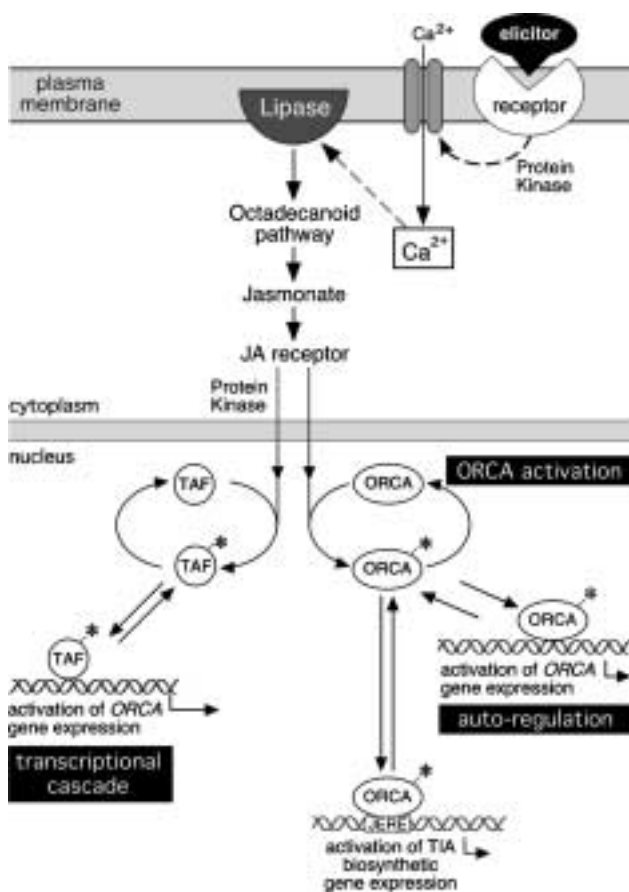 Ca2+
elicitor
plasma
membrane
Lipase
receptor
Protein
Kinase
Octadecanoid
pathway
Ca2+
Jasmonate
JA receptor
Protein
Kinase
cytoplasm
nucleus
ORCA activation
TAF
ORCA
TAF*
ORCA*
TAF*
ORCA*
activation of ORCA
gene expression
activation of ORCA
gene expression
auto-regulation
transcriptional
cascade
ORCA*
JERE
activation of TIA
biosynthetic
gene expression